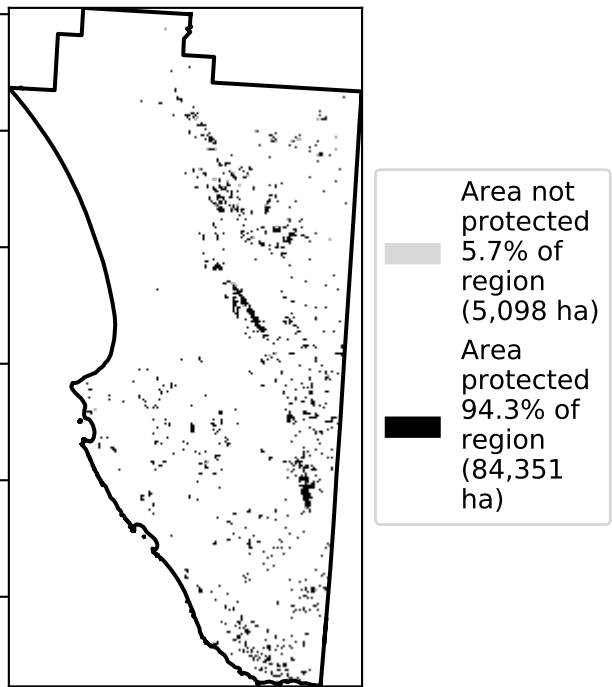 Area not
protected
5.7% of
region
(5,098 ha)
Area
protected
94.3% of
region
(84,351
ha)